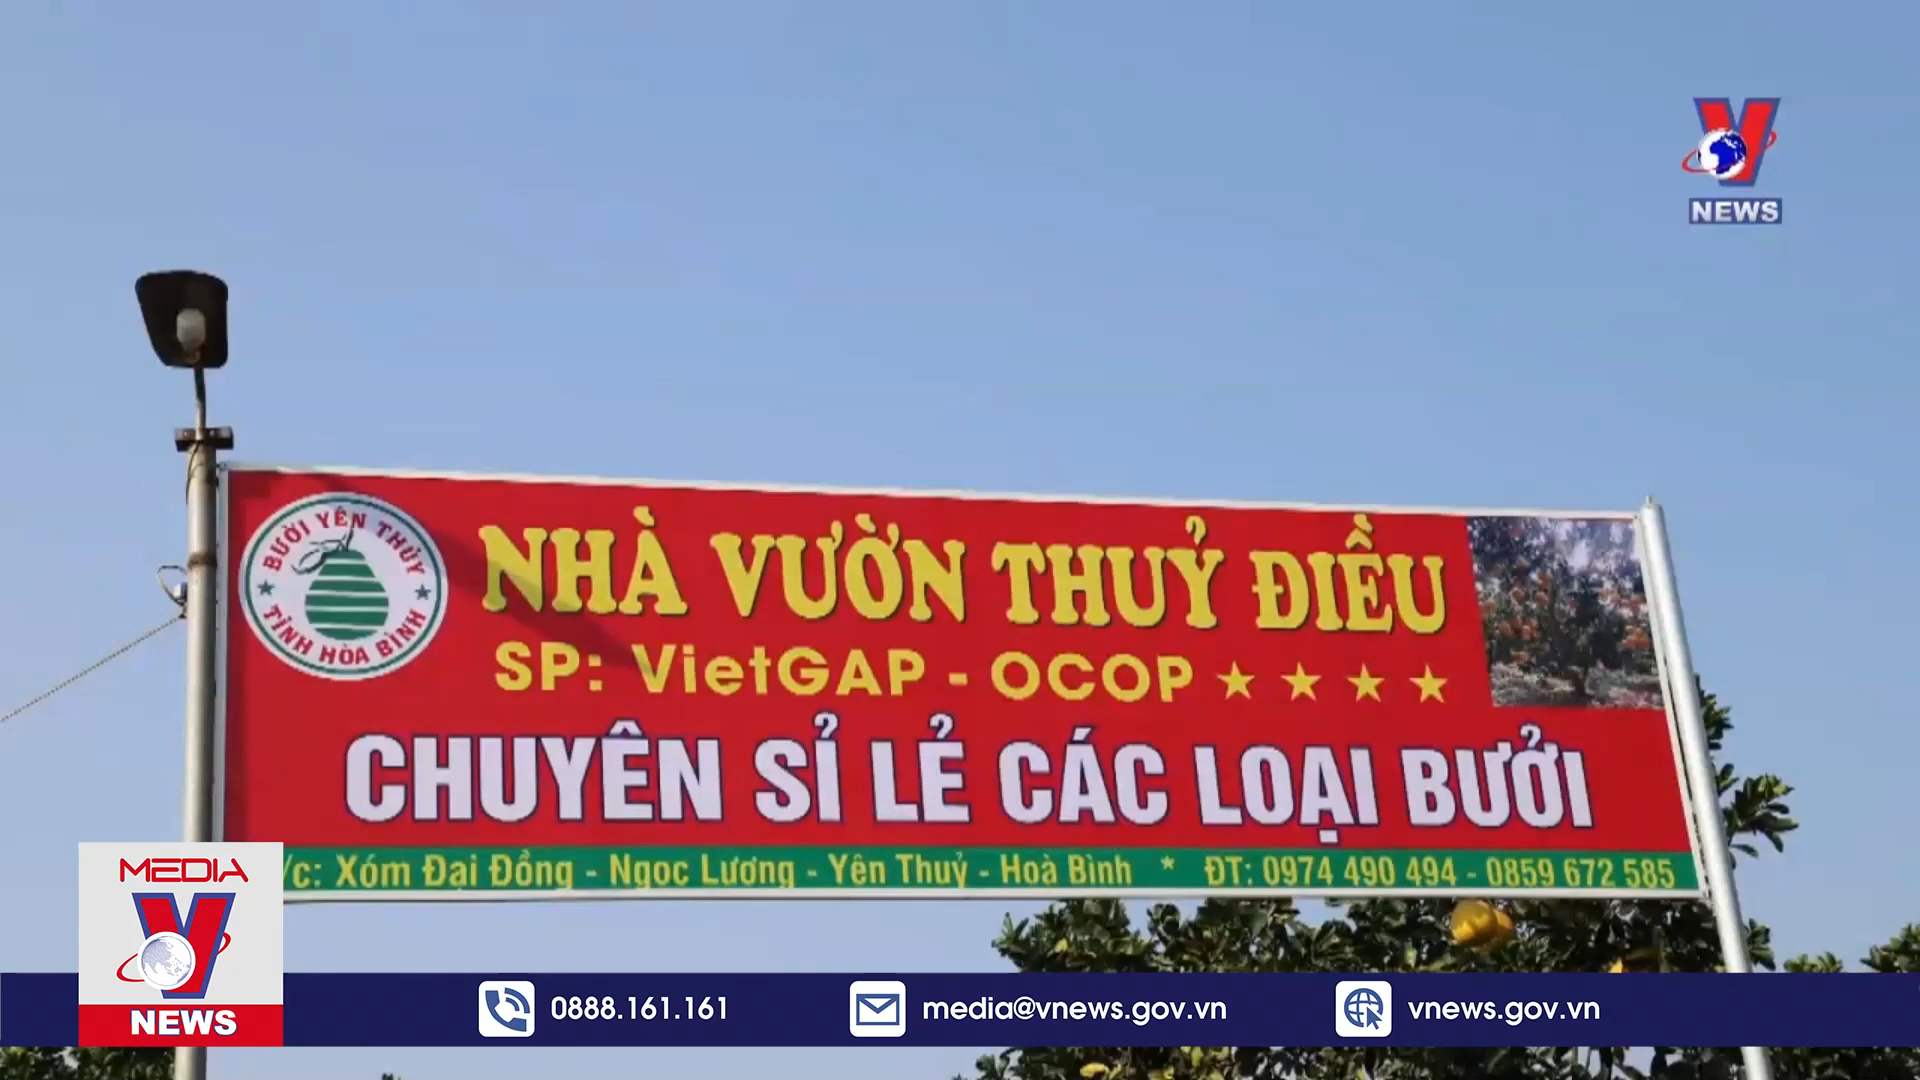 NEWS
BƯỞI YÊN THỦY
TỈNH HÒA BÌNH
NHÀ VƯỜN THUỶ ĐIỀU
SP: VietGAP - OCOP ★ ★ ★ ★
CHUYÊN SỈ LẺ CÁC LOẠI BƯỞI
/c: Xóm Đại Đồng - Ngọc Lương - Yên Thuỷ - Hoà Bình * ĐT: 0974 490 494 - 0859 672 585
MEDIA
NEWS
0888.161.161
media@vnews.gov.vn
vnews.gov.vn